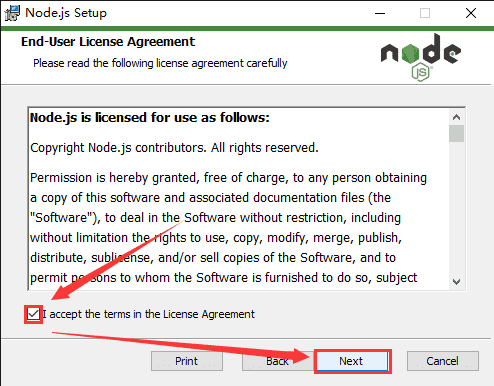 Node.js Setup
End-User License Agreement
Please read the following license agreement carefully
node
JS
Node.js is licensed for use as follows:
Copyright Node.js contributors. All rights reserved.
Permission is hereby granted, free of charge, to any person obtaining
a copy of this software and associated documentation files (the
"Software"), to deal in the Software without restriction, including
without limitation the rights to use, copy, modify, merge, publish,
distribute, sublicense, and/or sell copies of the Software, and to
permit persons to whom the Software is furnished to do so, subject
I accept the terms in the License Agreement
Print
Back
Next
Cancel